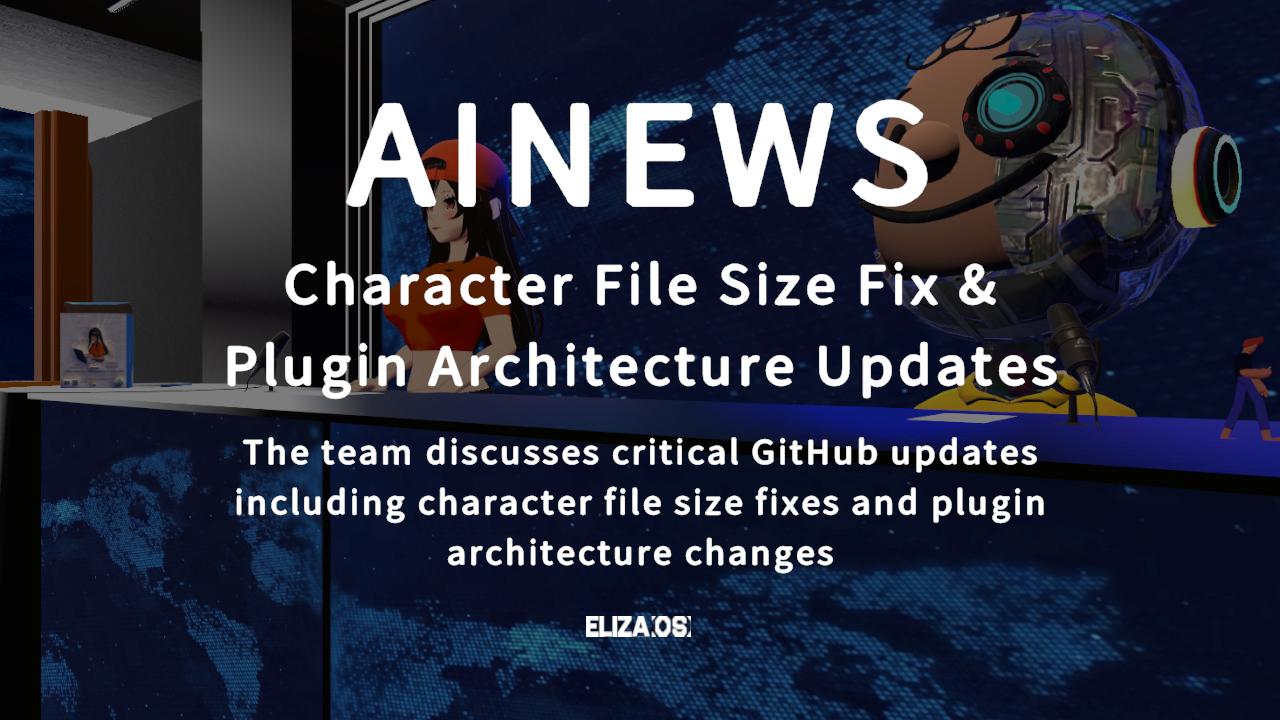 AINEWS
Character File Size Fix &
Plugin Architecture Updates
The team discusses critical GitHub updates
including character file size fixes and plugin
architecture changes
ELIZA OS